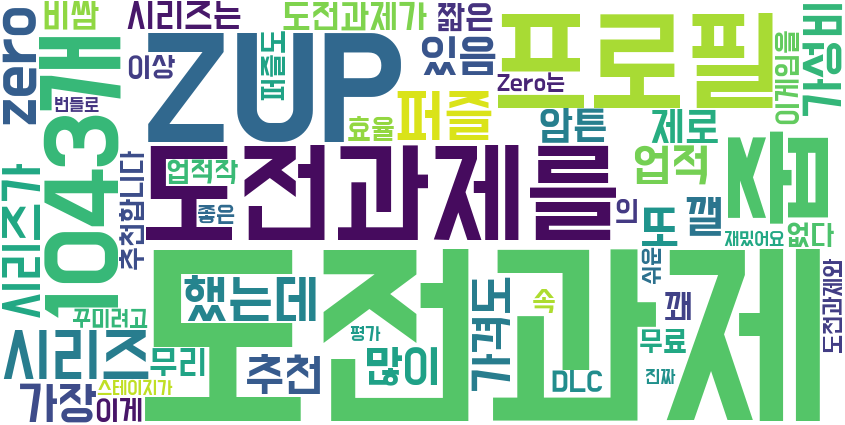 비쌈
시리즈는
도전과제가
짧은
zero
1043개
ZUP
프로필
이상
퍼즐도
있음
Zero는
이게임을
가성비
번들로
효율
퍼즐
암튼
제로
쯥
도전과제를
업적작
업적
좋은
의
또
깰
재밌어요
없다
시리즈가
추천합니다
쉬운
꾸미려고
했는데
도전과제
속
가격도
꽤
도전과제와
시리즈
무리
추천
평가
많이
DLC
무료
진짜
가장
이게
스테이지가